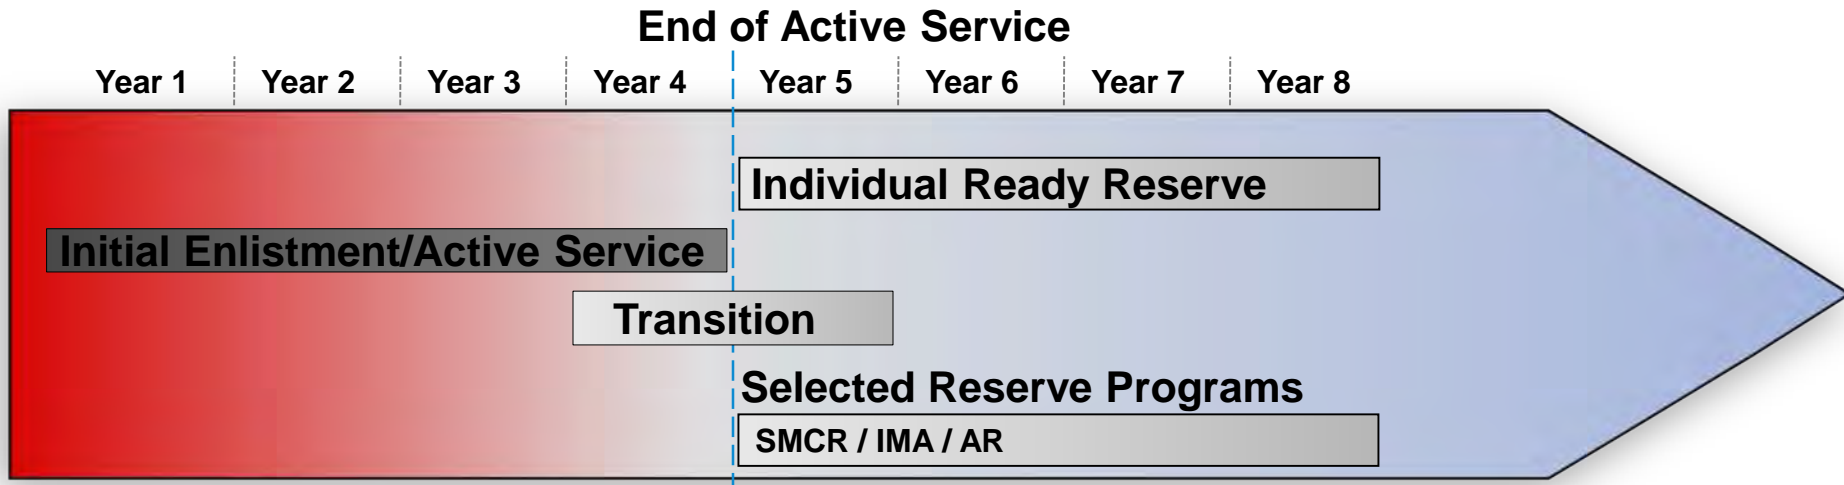 End of Active Service
Year 1 Year 2 Year 3 Year 4 Year 5 Year 6 Year 7 Year 8
Individual Ready Reserve
Initial Enlistment/Active Service
Transition
Selected Reserve Programs
SMCR / IMA / AR